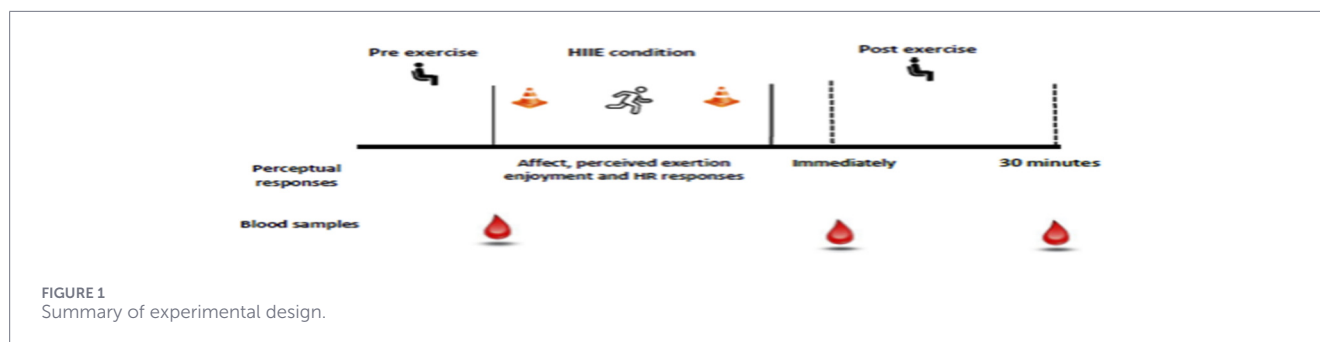 Pre exercise
HIIE condition
Post exercise
Perceptual
responses
Affect, perceived exertion
enjoyment and HR responses
Immediately
30 minutes
Blood samples
FIGURE 1
Summary of experimental design.